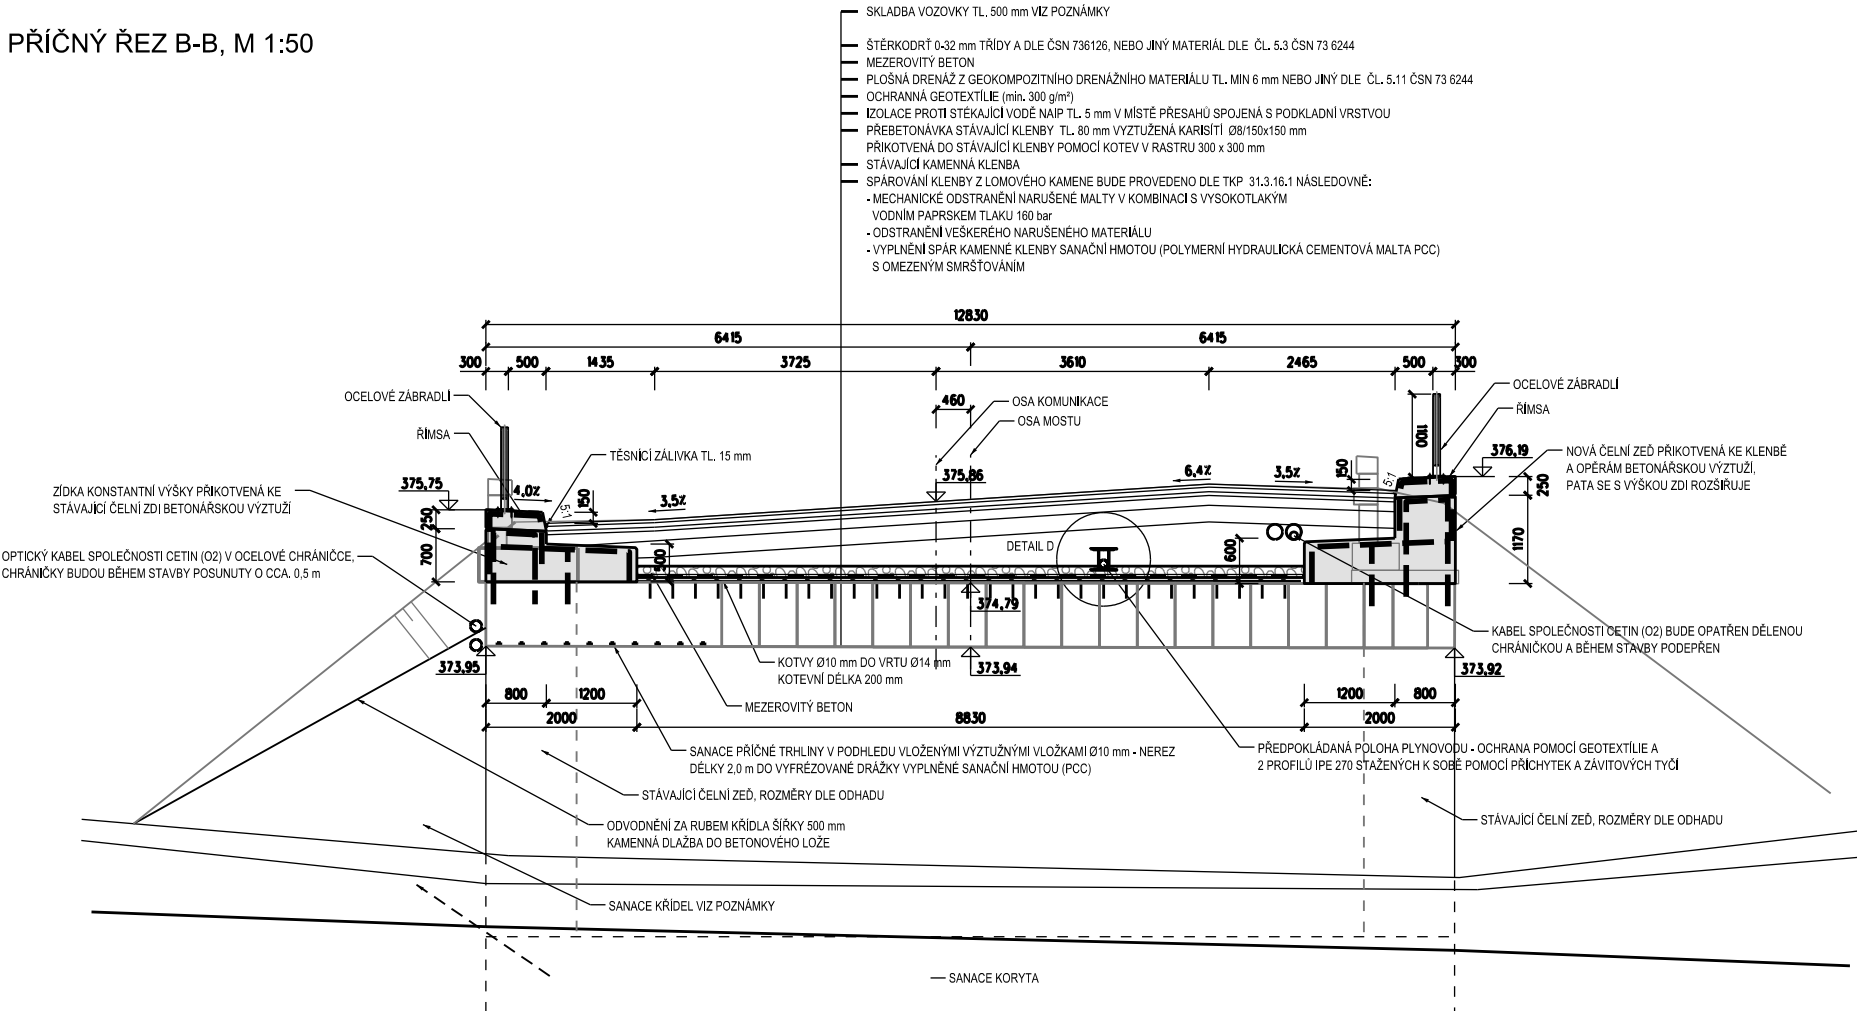 PŘÍČNÝ ŘEZ B-B, M 1:50
SKLADBA VOZOVKY TL. 500 mm VIZ POZNÁMKY
ŠTĚRKODRŤ 0-32 mm TŘÍDY A DLE ČSN 736126, NEBO JINÝ MATERIÁL DLE ČL. 5.3 ČSN 73 6244
MEZEROVITÝ BETON
PLOŠNÁ DRENÁŽ Z GEOKOMPOZITNÍHO DRENÁŽNÍHO MATERIÁLU TL. MIN 6 mm NEBO JINÝ DLE ČL. 5.11 ČSN 73 6244
OCHRANNÁ GEOTEXTÍLIE (min. 300 g/m²)
IZOLACE PROTI STÉKAJÍCÍ VODĚ NAIP TL. 5 mm V MÍSTĚ PŘESAHŮ SPOJENÁ S PODKLADNÍ VRSTVOU
PŘEBETONÁVKA STÁVAJÍCÍ KLENBY TL. 80 mm VYZTUŽENÁ KARISÍTÍ Ø8/150x150 mm
PŘIKOTVENÁ DO STÁVAJÍCÍ KLENBY POMOCÍ KOTEV V RASTRU 300 x 300 mm
STÁVAJÍCÍ KAMENNÁ KLENBA
SPÁROVÁNÍ KLENBY Z LOMOVÉHO KAMENE BUDE PROVEDENO DLE TKP 31.3.16.1 NÁSLEDOVNĚ:
- MECHANICKÉ ODSTRANĚNÍ NARUŠENÉ MALTY V KOMBINACI S VYSOKOTLAKÝM
VODNÍM PAPRSKEM TLAKU 160 bar
- ODSTRANĚNÍ VEŠKERÉHO NARUŠENÉHO MATERIÁLU
- VYPLNĚNÍ SPÁR KAMENNÉ KLENBY SANAČNÍ HMOTOU (POLYMERNÍ HYDRAULICKÁ CEMENTOVÁ MALTA PCC)
S OMEZENÝM SMRŠŤOVÁNÍM
12830
6415 6415
300 500 1435 3725 3610 2465 500 300
OCELOVÉ ZÁBRADLÍ
ŘÍMSA
TĚSNÍCÍ ZÁLIVKA TL. 15 mm
460
OSA KOMUNIKACE
OSA MOSTU
1100
OCELOVÉ ZÁBRADLÍ
ŘÍMSA
NOVÁ ČELNÍ ZEĎ PŘIKOTVENÁ KE KLENBĚ
A OPĚRÁM BETONÁŘSKOU VÝZTUŽÍ,
PATA SE S VÝŠKOU ZDI ROZŠIŘUJE
375,75
4,0%
5:1
150
3,5%
375,86
6,4%
3,5%
150
5:1
376,19
250
1170
ZÍDKA KONSTANTNÍ VÝŠKY PŘIKOTVENÁ KE
STÁVAJÍCÍ ČELNÍ ZDI BETONÁŘSKOU VÝZTUŽÍ
250
700
500
DETAIL D
600
OPTICKÝ KABEL SPOLEČNOSTI CETIN (O2) V OCELOVÉ CHRÁNIČCE,
CHRÁNIČKY BUDOU BĚHEM STAVBY POSUNUTY O CCA. 0,5 m
374,79
KABEL SPOLEČNOSTI CETIN (O2) BUDE OPATŘEN DĚLENOU
CHRÁNIČKOU A BĚHEM STAVBY PODEPŘEN
373,95
KOTVY Ø10 mm DO VRTU Ø14 mm
KOTEVNÍ DÉLKA 200 mm
373,94
373,92
800 1200 1200 800
MEZEROVITÝ BETON
2000 8830 2000
SANACE PŘÍČNÉ TRHLINY V PODHLEDU VLOŽENÝMI VÝZTUŽNÝMI VLOŽKAMI Ø10 mm - NEREZ
DÉLKY 2,0 m DO VYFRÉZOVANÉ DRÁŽKY VYPLNĚNÉ SANAČNÍ HMOTOU (PCC)
PŘEDPOKLÁDANÁ POLOHA PLYNOVODU - OCHRANA POMOCÍ GEOTEXTÍLIE A
2 PROFILŮ IPE 270 STAŽENÝCH K SOBĚ POMOCÍ PŘÍCHYTEK A ZÁVITOVÝCH TYČÍ
STÁVAJÍCÍ ČELNÍ ZEĎ, ROZMĚRY DLE ODHADU
STÁVAJÍCÍ ČELNÍ ZEĎ, ROZMĚRY DLE ODHADU
ODVODNĚNÍ ZA RUBEM KŘÍDLA ŠÍŘKY 500 mm
KAMENNÁ DLAŽBA DO BETONOVÉHO LOŽE
SANACE KŘÍDEL VIZ POZNÁMKY
SANACE KORYTA